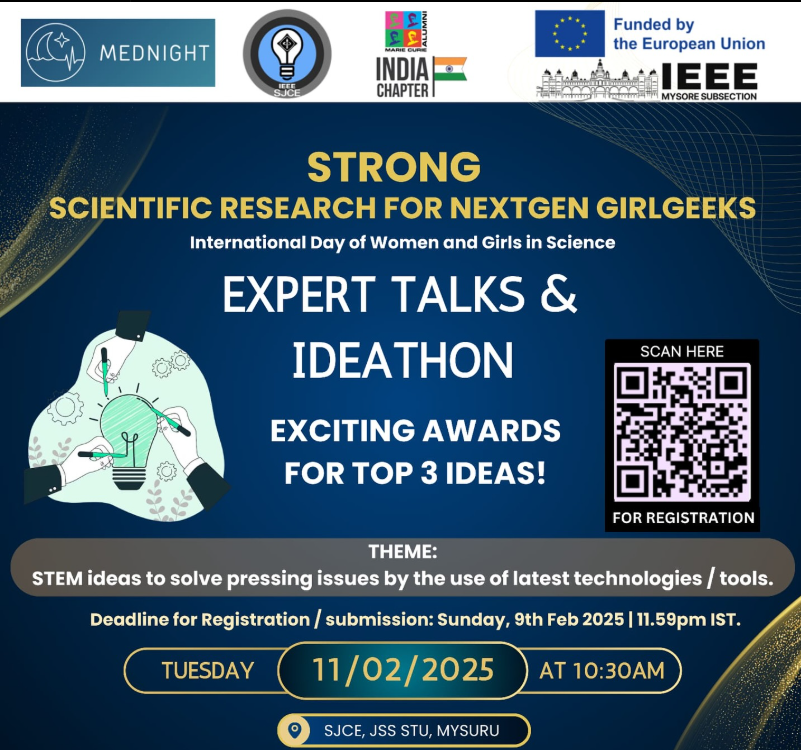 MEDNIGHT
IEEE
SJCE
MARIE CURIE
ALUMNI
INDIA
CHAPTER
Funded by
the European Union
IEEE
MYSORE SUBSECTION
STRONG
SCIENTIFIC RESEARCH FOR NEXTGEN GIRLGEEKS
International Day of Women and Girls in Science
EXPERT TALKS &
IDEATHON
EXCITING AWARDS
FOR TOP 3 IDEAS!
SCAN HERE
FOR REGISTRATION
THEME:
STEM ideas to solve pressing issues by the use of latest technologies / tools.
Deadline for Registration / submission: Sunday, 9th Feb 2025 | 11.59pm IST.
TUESDAY 11/02/2025 AT 10:30AM
SJCE, JSS STU, MYSURU